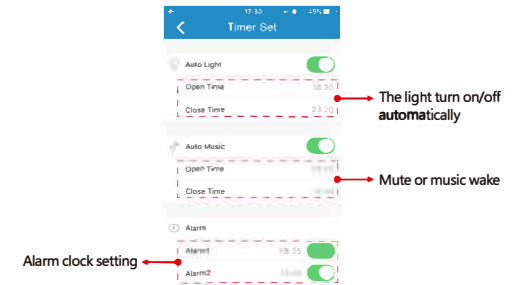 17:30 49%
Timer Set
Auto Light
Open Time 18:30
Close Time 23:20
The light turn on/off
automatically
Auto Music
Open Time
Close Time
Mute or music wake
Alarm
Alarm1 18:35
Alarm clock setting
Alarm2